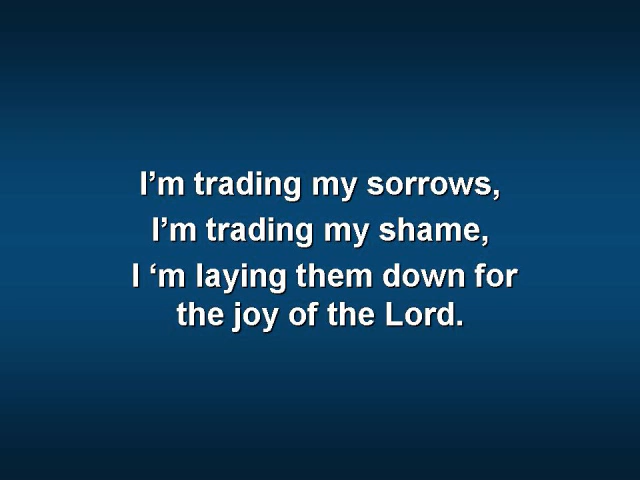 I’m trading my sorrows,
I’m trading my shame,
I ‘m laying them down for
the joy of the Lord.